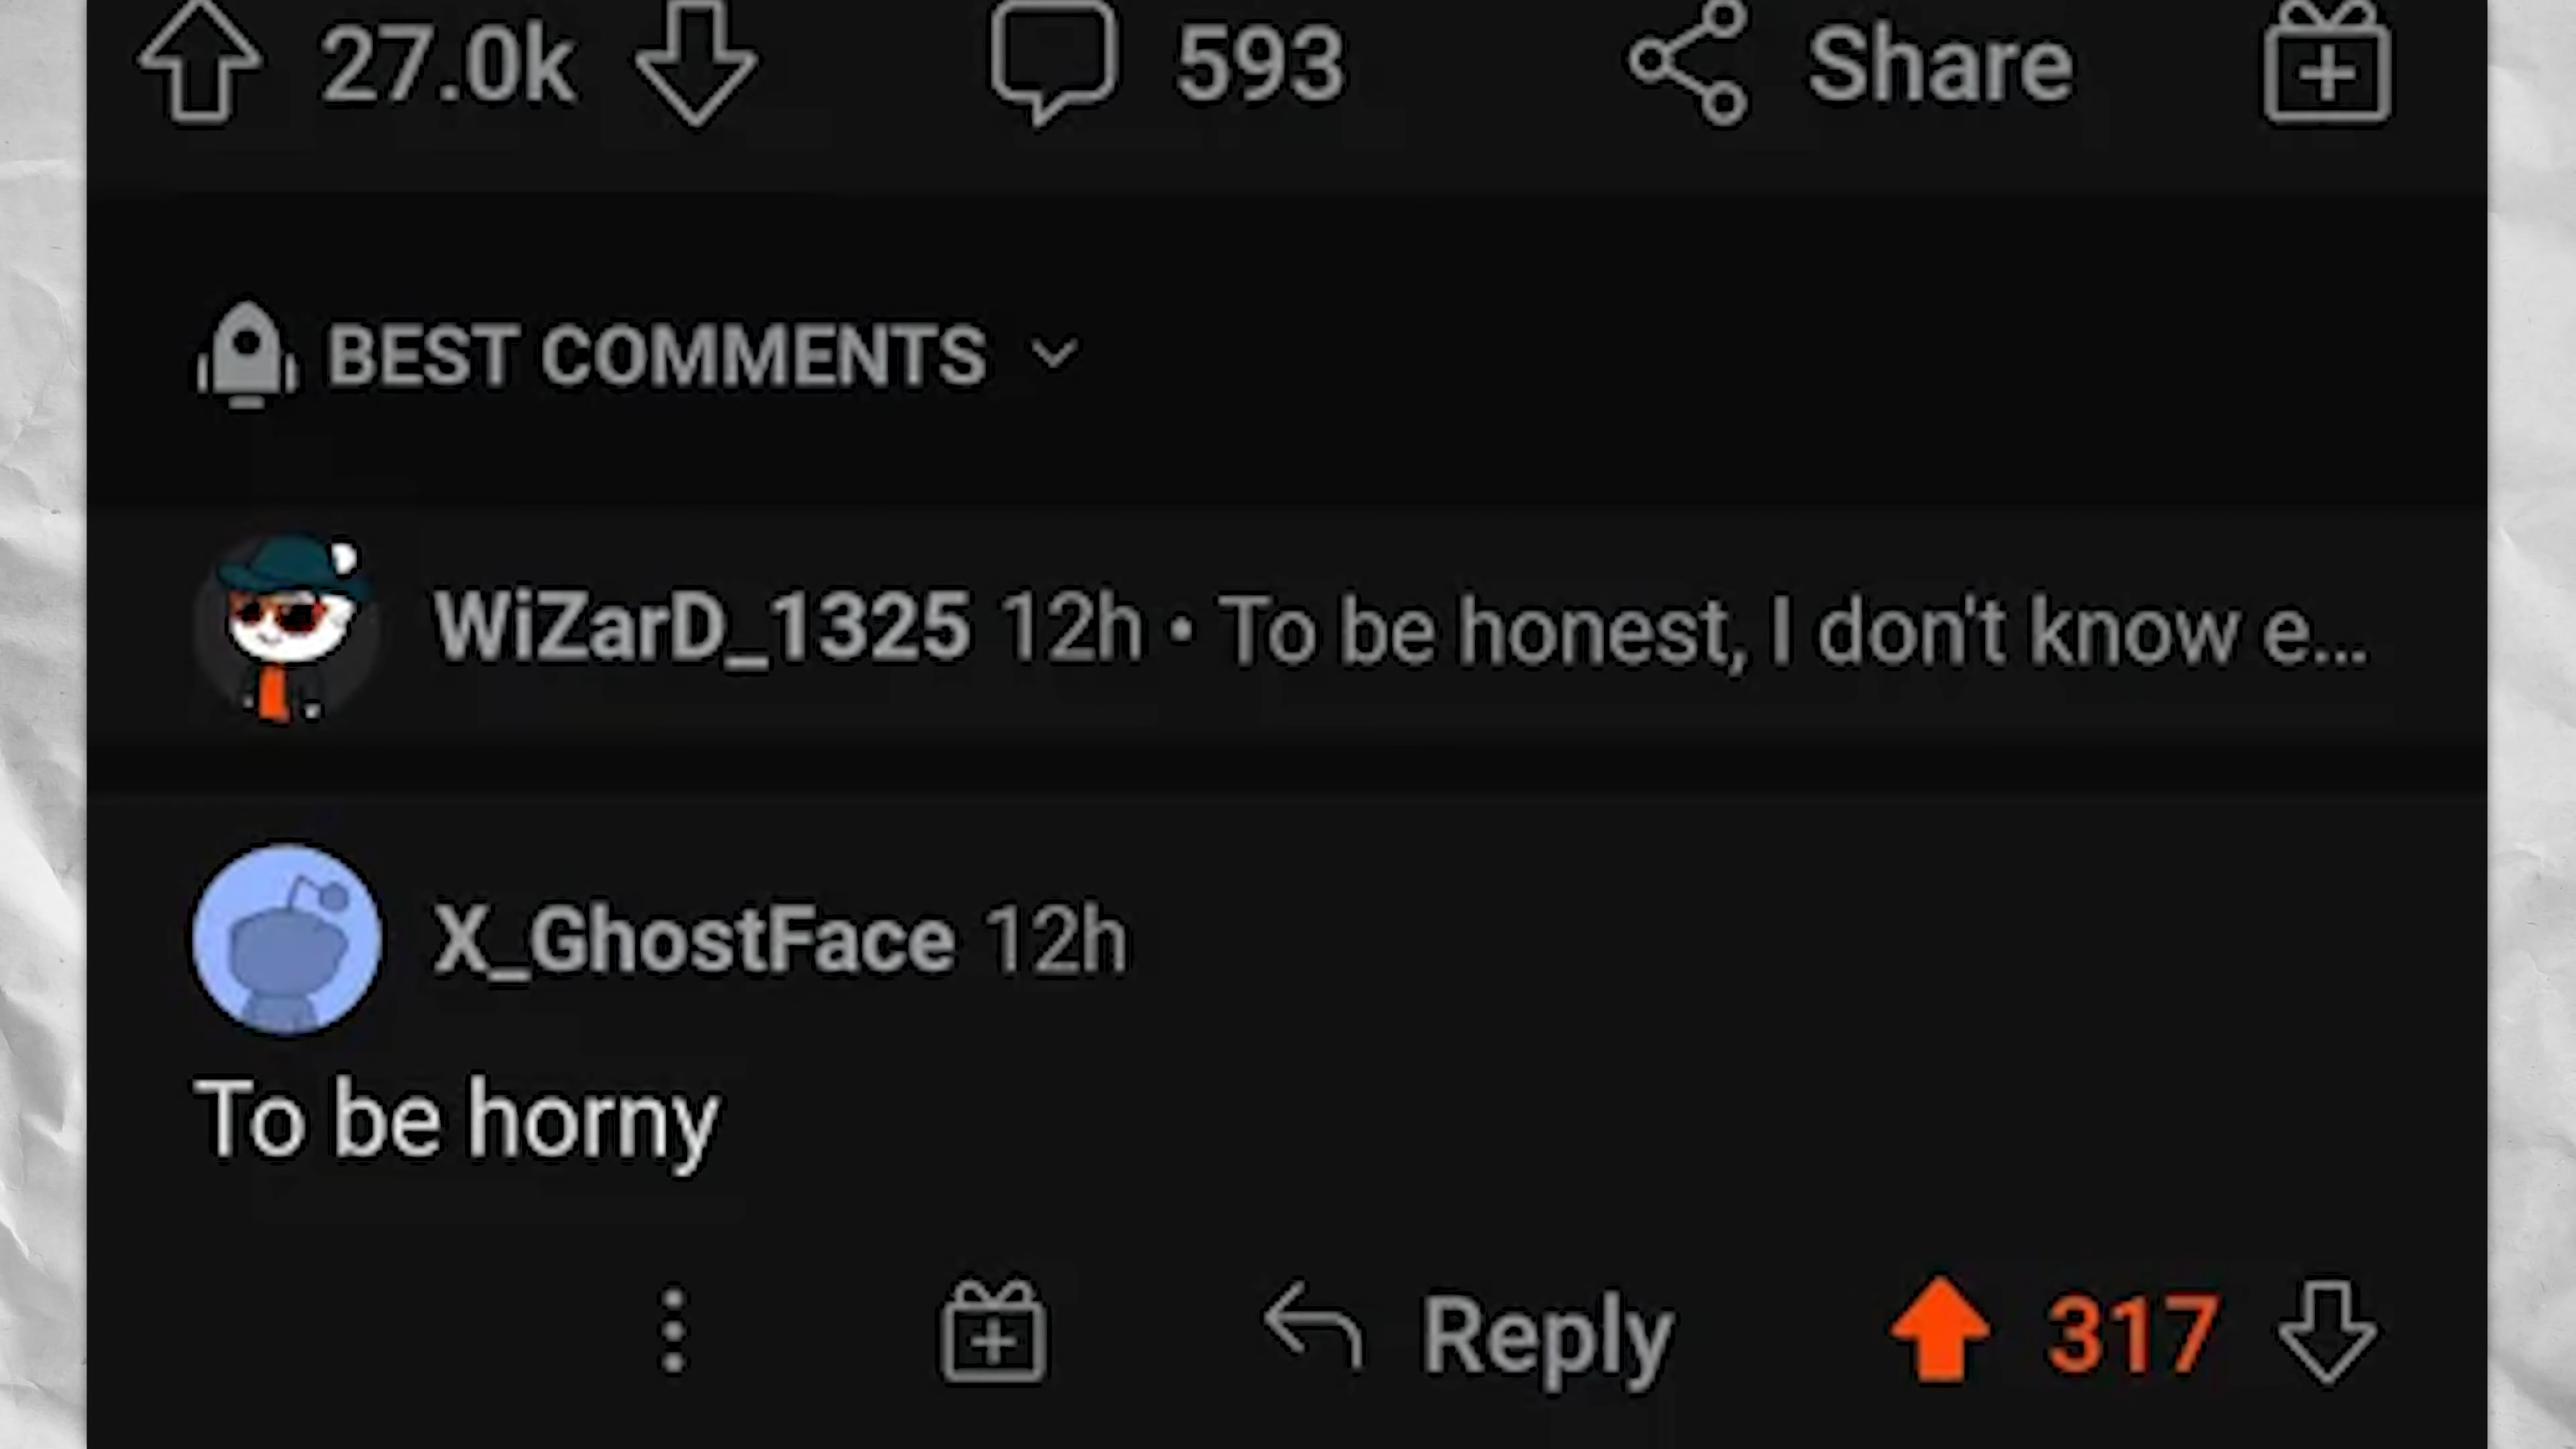 27.0k 593 Share
BEST COMMENTS
WiZarD_1325 12h • To be honest, I don't know e...
X_GhostFace 12h
To be horny
Reply 317